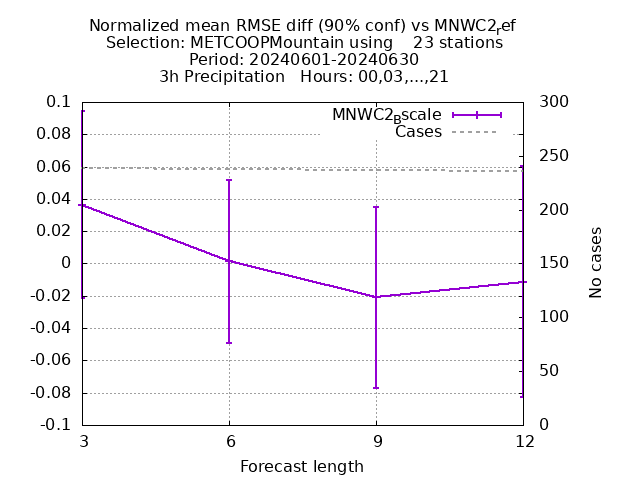 Normalized mean RMSE diff (90% conf) vs MNWC2ref
Selection: METCOOPMountain using    23 stations
Period: 20240601-20240630
3h Precipitation   Hours: 00,03,...,21
MNWC2Bscale
Cases
0.1
0.08
0.06
0.04
0.02
0
-0.02
-0.04
-0.06
-0.08
-0.1
300
250
200
150
100
50
0
No cases
3 6 9 12
Forecast length